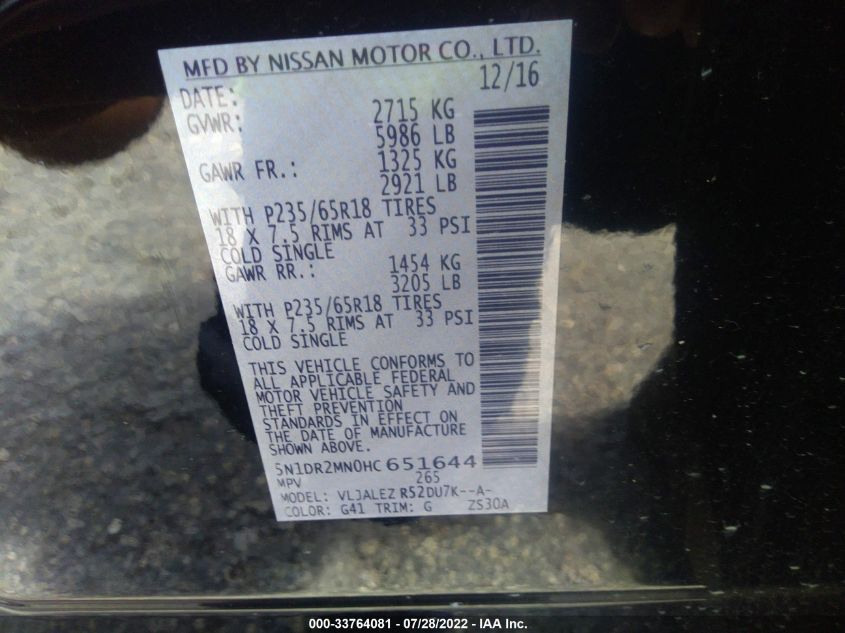 MFD BY NISSAN MOTOR CO., LTD.
DATE: 12/16
GVWR: 2715 KG
5986 LB
GAWR FR.: 1325 KG
2921 LB
WITH P235/65R18 TIRES
18 X 7.5 RIMS AT 33 PSI
COLD SINGLE
GAWR RR.: 1454 KG
3205 LB
WITH P235/65R18 TIRES
18 X 7.5 RIMS AT 33 PSI
COLD SINGLE
THIS VEHICLE CONFORMS TO
ALL APPLICABLE FEDERAL
MOTOR VEHICLE SAFETY AND
THEFT PREVENTION
STANDARDS IN EFFECT ON
THE DATE OF MANUFACTURE
SHOWN ABOVE.
5N1DR2MN0HC651644
MPV 265
MODEL: VLJALEZ R52DU7K--A-
COLOR: G41 TRIM: G ZS30A
000-33764081 - 07/28/2022 - IAA Inc.